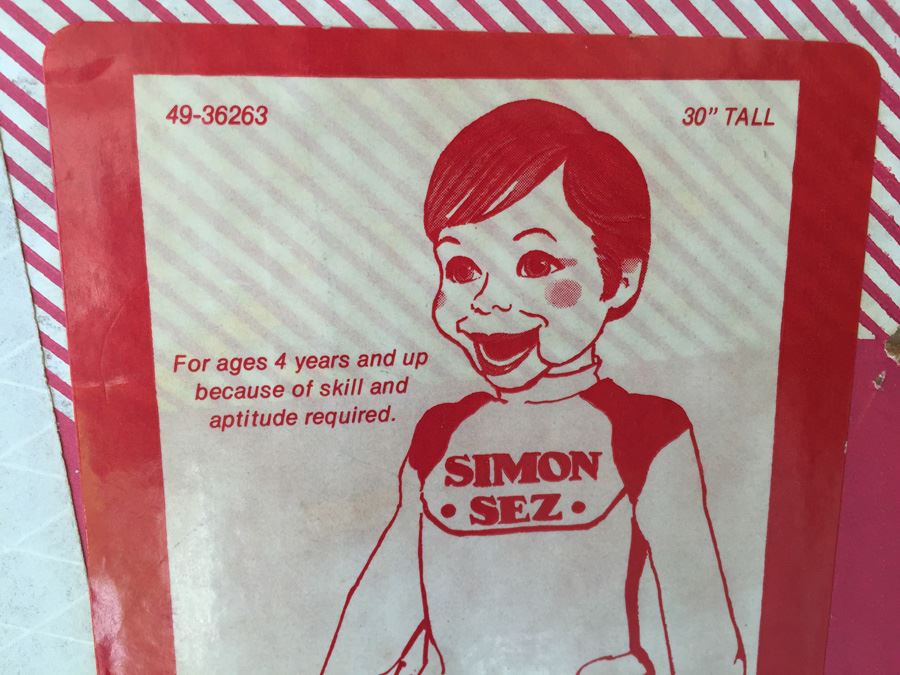 49-36263
30" TALL
For ages 4 years and up
because of skill and
aptitude required.
SIMON
• SEZ •